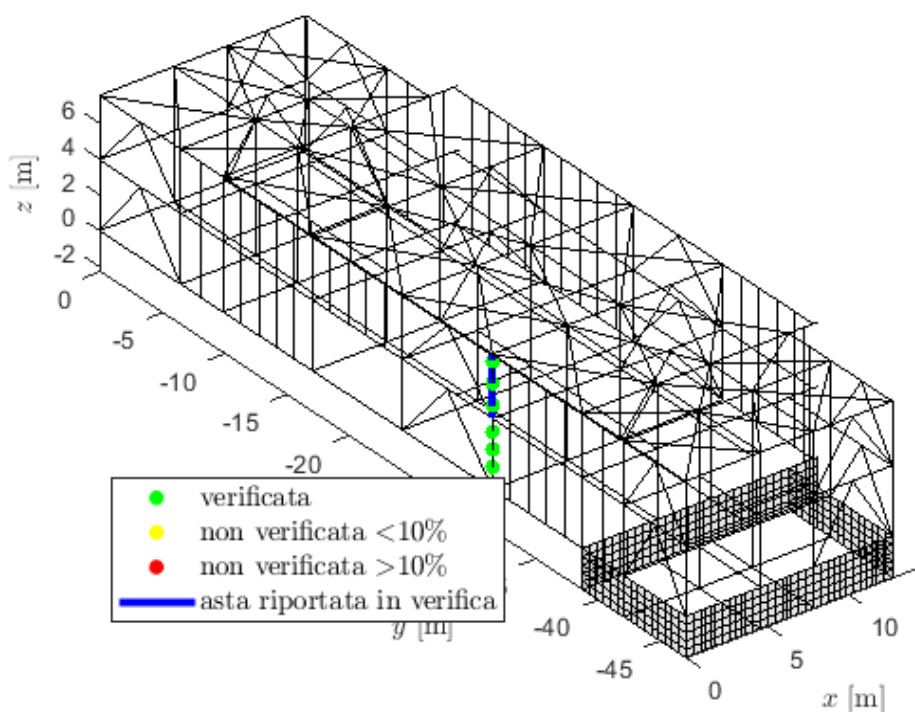 6
4
2
0
-2
z [m]
0
-5
-10
-15
-20
verificata
non verificata <10%
non verificata >10%
asta riportata in verifica
y [m]
-40
-45
0
5
10
x [m]